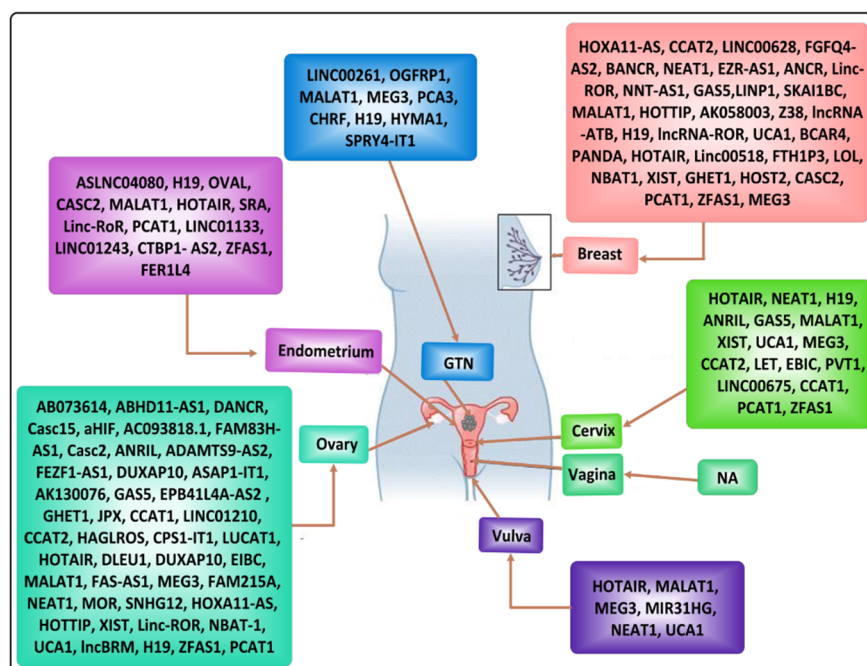 LINC00261, OGFRP1,
MALAT1, MEG3, PCA3,
CHRF, H19, HYMA1,
SPRY4-IT1
HOXA11-AS, CCAT2, LINC00628, FGFQ4-
AS2, BANCR, NEAT1, EZR-AS1, ANCR, Linc-
ROR, NNT-AS1, GAS5,LINP1, SKAI1BC,
MALAT1, HOTTIP, AK058003, Z38, lncRNA
-ATB, H19, lncRNA-ROR, UCA1, BCAR4,
PANDA, HOTAIR, Linc00518, FTH1P3, LOL,
NBAT1, XIST, GHET1, HOST2, CASC2,
PCAT1, ZFAS1, MEG3
ASLNC04080, H19, OVAL,
CASC2, MALAT1, HOTAIR, SRA,
Linc-RoR, PCAT1, LINC01133,
LINC01243, CTBP1- AS2, ZFAS1,
FER1L4
Breast
HOTAIR, NEAT1, H19,
ANRIL, GAS5, MALAT1,
XIST, UCA1, MEG3,
CCAT2, LET, EBIC, PVT1,
LINC00675, CCAT1,
PCAT1, ZFAS1
Endometrium
GTN
AB073614, ABHD11-AS1, DANCR,
Casc15, aHIF, AC093818.1, FAM83H-
AS1, Casc2, ANRIL, ADAMTS9-AS2,
FEZF1-AS1, DUXAP10, ASAP1-IT1,
AK130076, GAS5, EPB41L4A-AS2 ,
GHET1, JPX, CCAT1, LINC01210,
CCAT2, HAGLROS, CPS1-IT1, LUCAT1,
HOTAIR, DLEU1, DUXAP10, EIBC,
MALAT1, FAS-AS1, MEG3, FAM215A,
NEAT1, MOR, SNHG12, HOXA11-AS,
HOTTIP, XIST, Linc-ROR, NBAT-1,
UCA1, lncBRM, H19, ZFAS1, PCAT1
Ovary
Cervix
Vagina
NA
Vulva
HOTAIR, MALAT1,
MEG3, MIR31HG,
NEAT1, UCA1